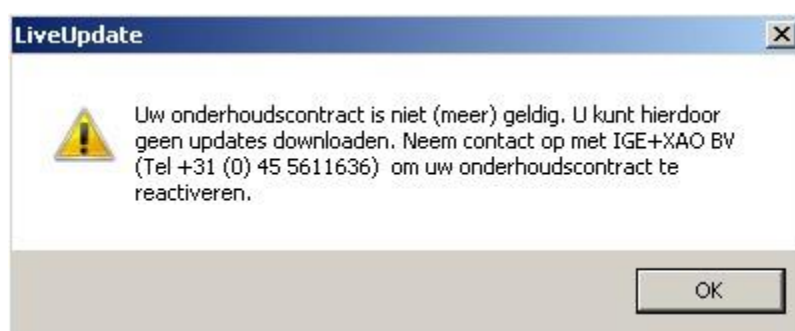 LiveUpdate
Uw onderhoudscontract is niet (meer) geldig. U kunt hierdoor
geen updates downloaden. Neem contact op met IGE+XAO BV
(Tel +31 (0) 45 5611636)  om uw onderhoudscontract te
reactiveren.
OK